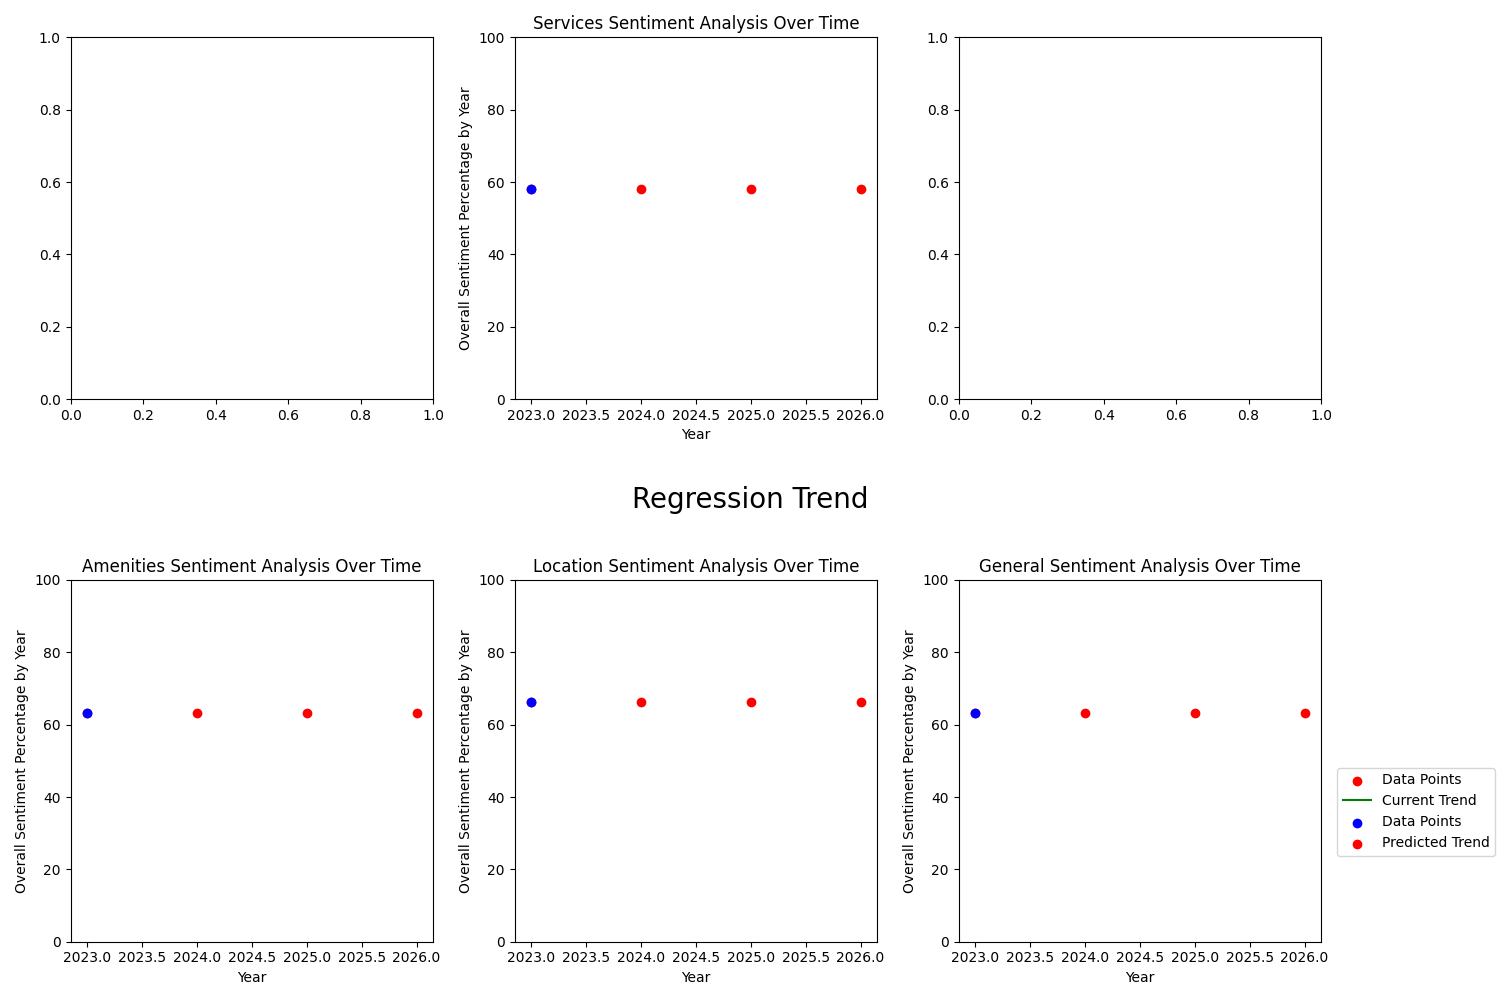 Services Sentiment Analysis Over Time
1.0
0.8
0.6
0.4
0.2
0.0
0.0 0.2 0.4 0.6 0.8 1.0
Overall Sentiment Percentage by Year
100
80
60
40
20
0
2023.0 2023.5 2024.0 2024.5 2025.0 2025.5 2026.0
Year
1.0
0.8
0.6
0.4
0.2
0.0
0.0 0.2 0.4 0.6 0.8 1.0
Regression Trend
Amenities Sentiment Analysis Over Time
Overall Sentiment Percentage by Year
100
80
60
40
20
0
2023.0 2023.5 2024.0 2024.5 2025.0 2025.5 2026.0
Year
Location Sentiment Analysis Over Time
Overall Sentiment Percentage by Year
100
80
60
40
20
0
2023.0 2023.5 2024.0 2024.5 2025.0 2025.5 2026.0
Year
General Sentiment Analysis Over Time
Overall Sentiment Percentage by Year
100
80
60
40
20
0
2023.0 2023.5 2024.0 2024.5 2025.0 2025.5 2026.0
Year
Data Points
Current Trend
Data Points
Predicted Trend